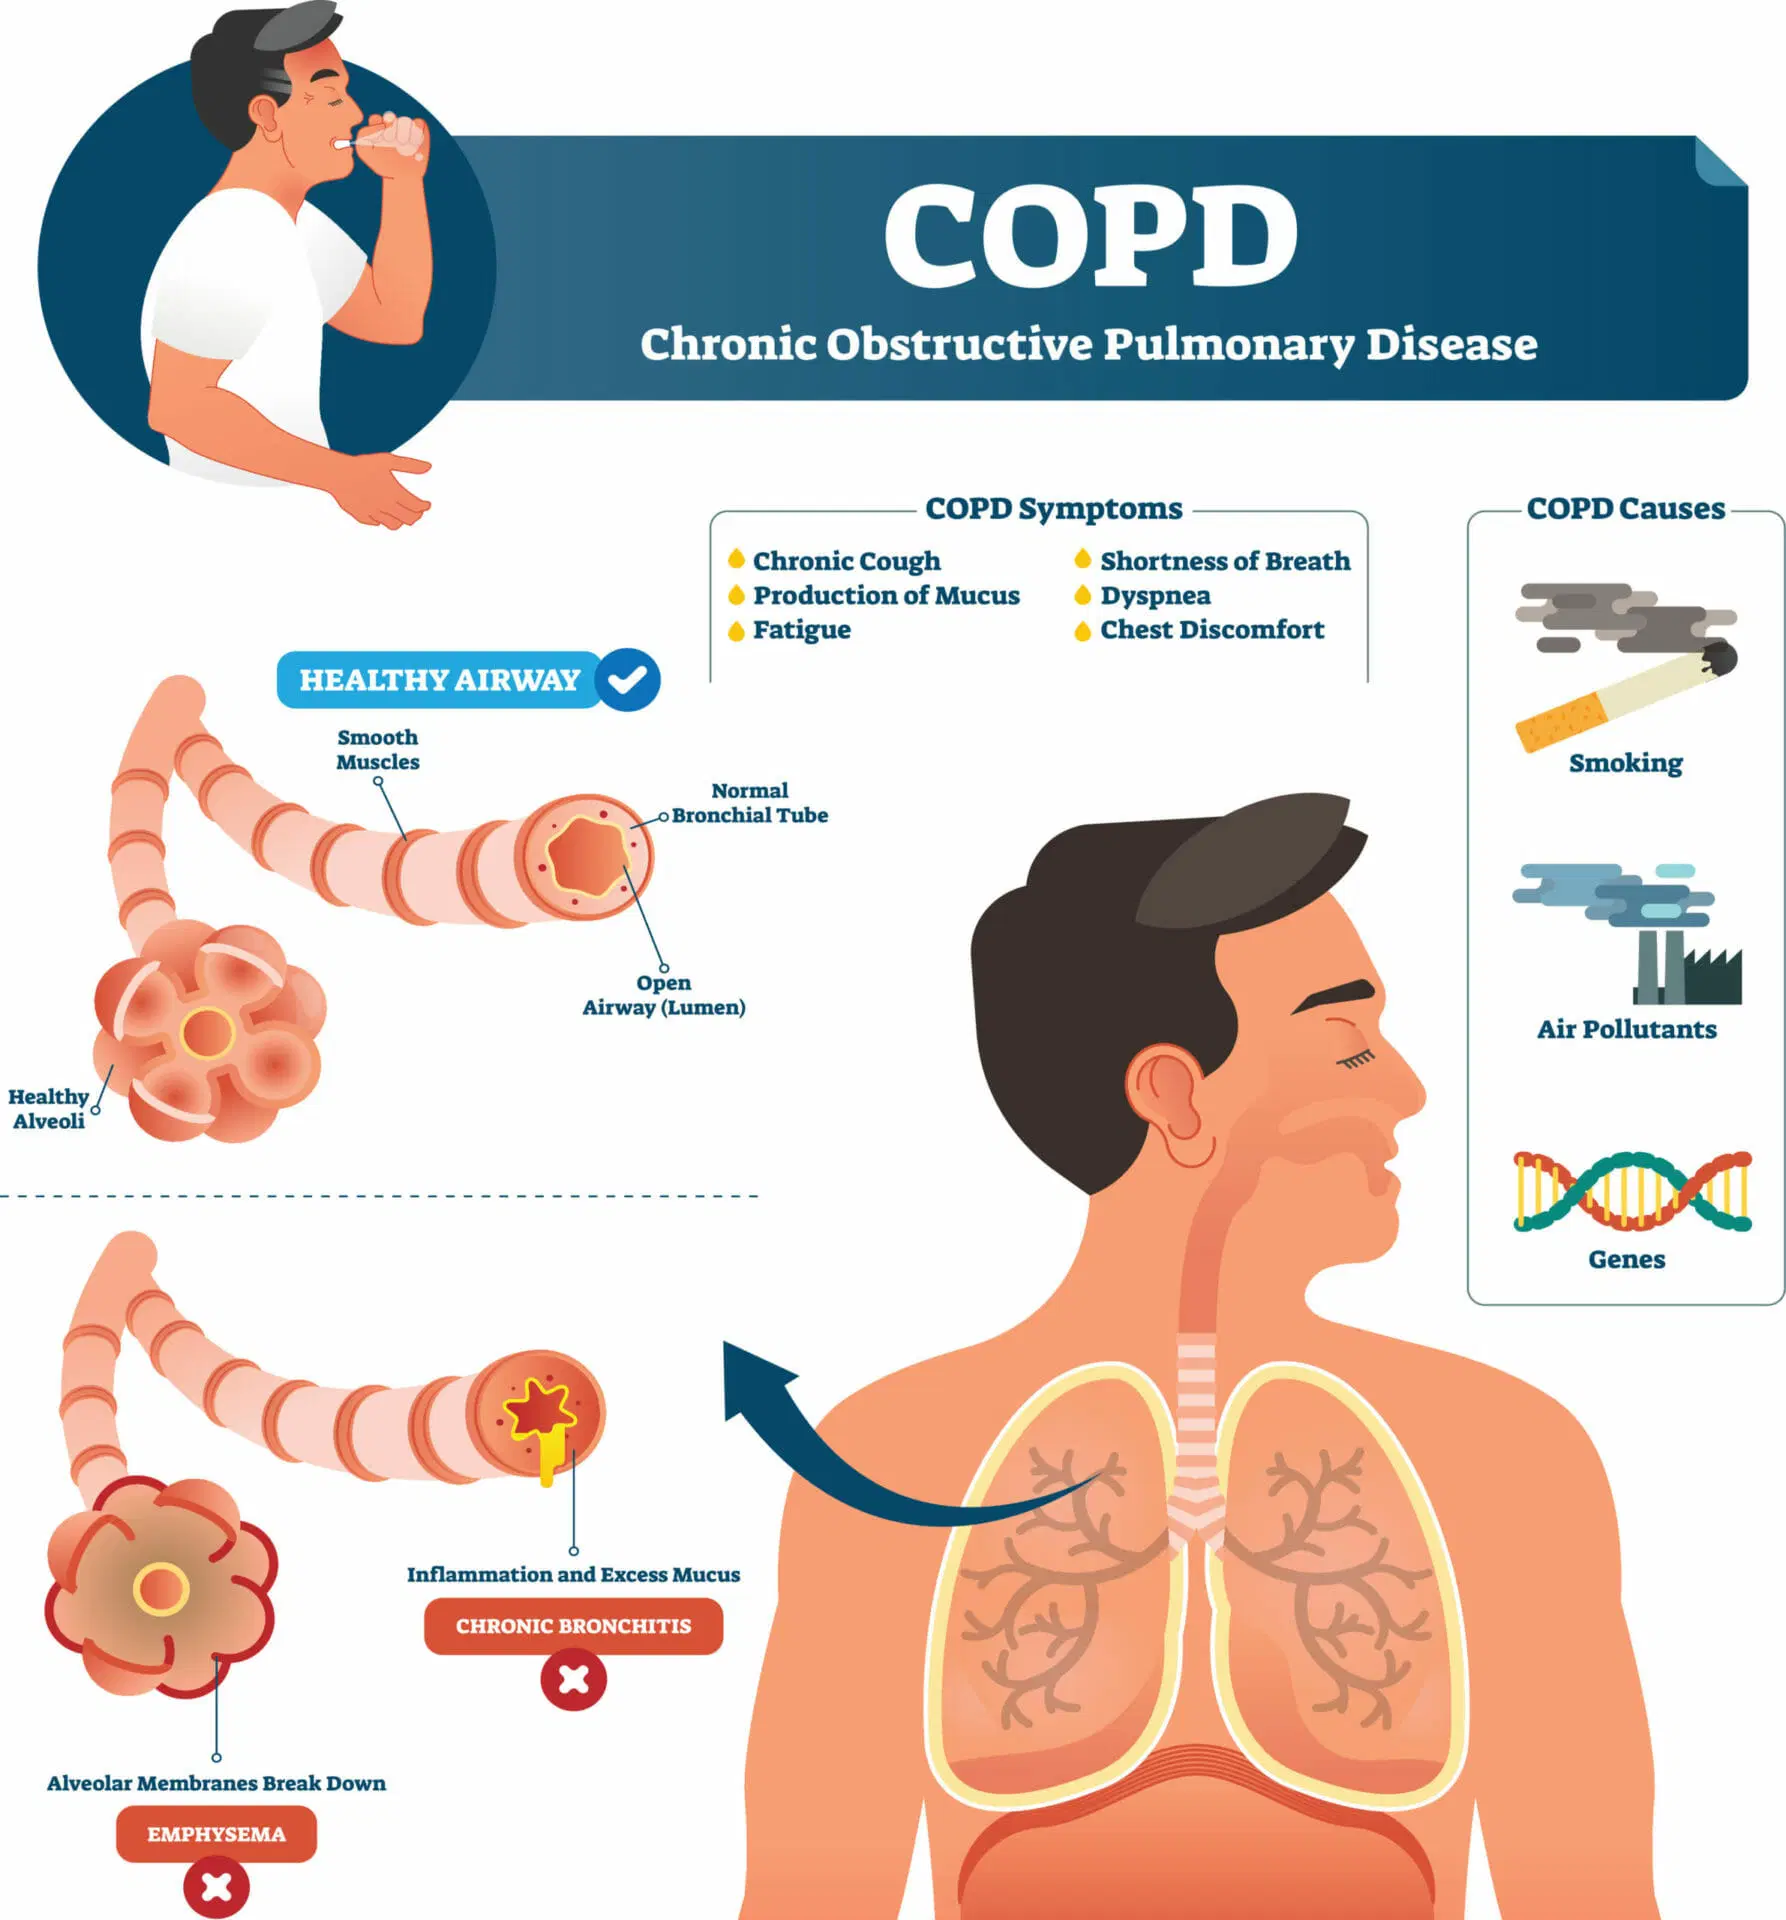 COPD
Chronic Obstructive Pulmonary Disease
COPD Symptoms
Chronic Cough
Production of Mucus
Fatigue
Shortness of Breath
Dyspnea
Chest Discomfort
COPD Causes
Smoking
Air Pollutants
Genes
HEALTHY AIRWAY
Smooth
Muscles
Normal
Bronchial Tube
Open
Airway (Lumen)
Healthy
Alveoli
Inflammation and Excess Mucus
CHRONIC BRONCHITIS
Alveolar Membranes Break Down
EMPHYSEMA